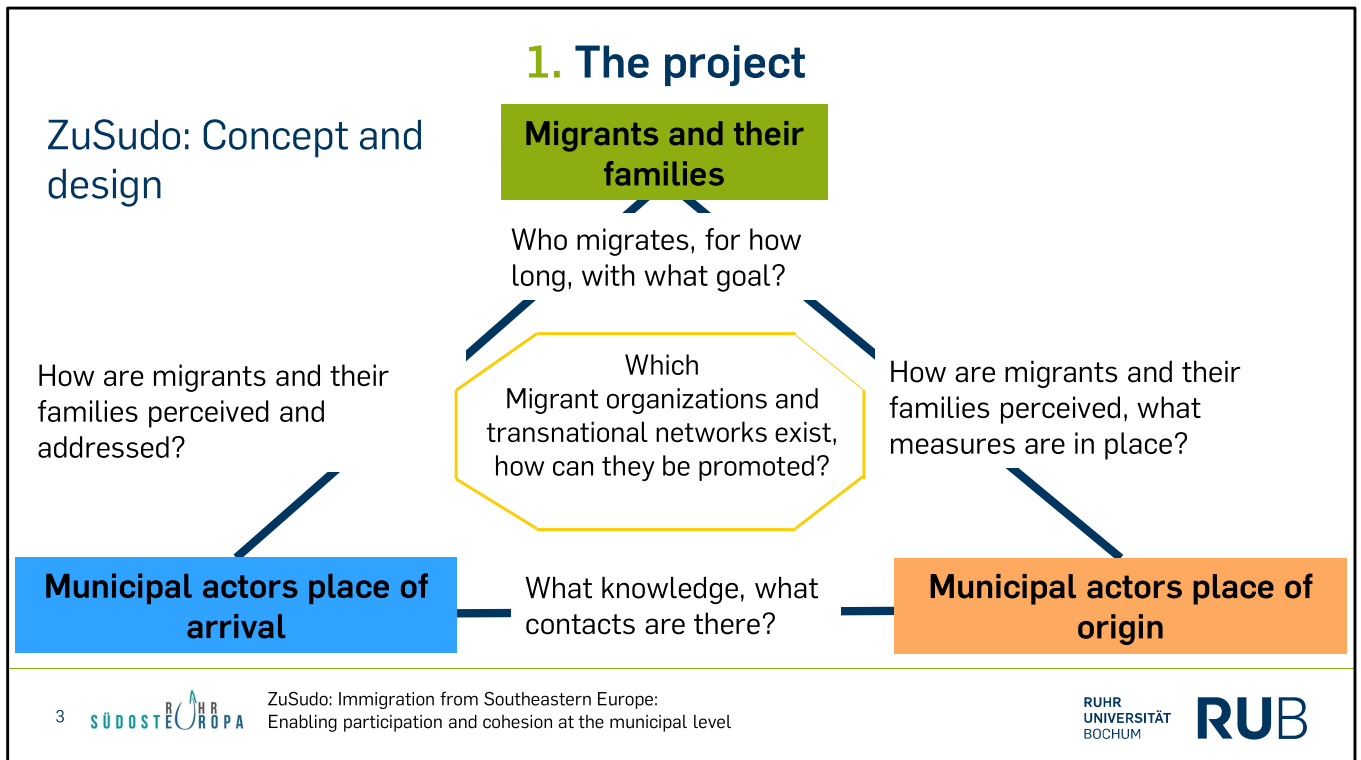 1. The project
ZuSudo: Concept and
design
Migrants and their
families
Who migrates, for how
long, with what goal?
How are migrants and their
families perceived and
addressed?
Which
Migrant organizations and
transnational networks exist,
how can they be promoted?
How are migrants and their
families perceived, what
measures are in place?
Municipal actors place of
arrival
What knowledge, what
contacts are there?
Municipal actors place of
origin
3
RUHR
SÜDOSTEUROPA
ZuSudo: Immigration from Southeastern Europe:
Enabling participation and cohesion at the municipal level
RUHR
UNIVERSITÄT
BOCHUM
RUB